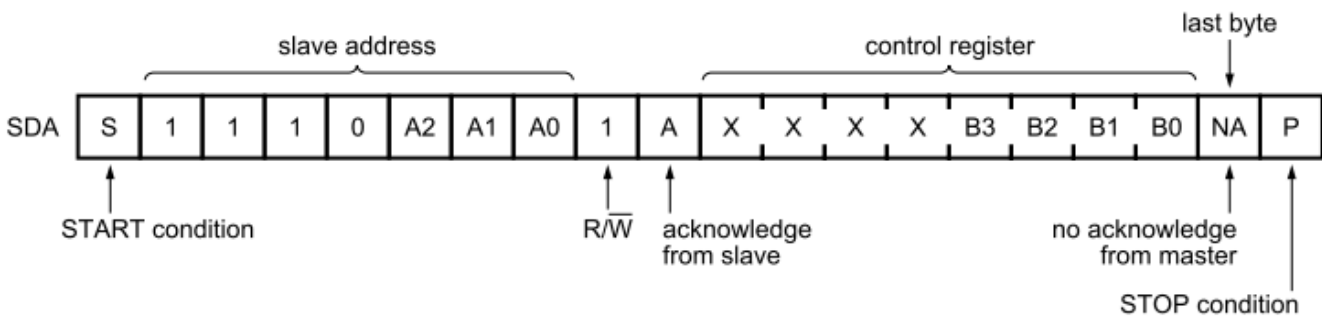 last byte
slave address control register
SDA S 1 1 1 0 A2 A1 A0 1 A X X X X B3 B2 B1 B0 NA P
START condition R/W̅ acknowledge no acknowledge
from slave from master
STOP condition